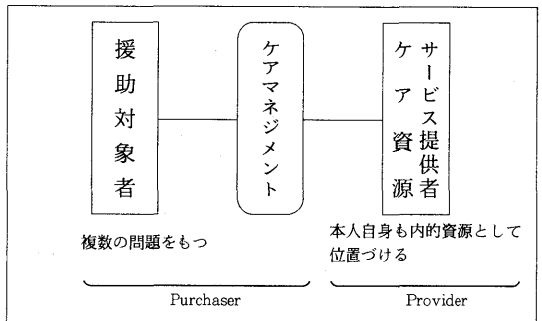 援助対象者
ケアマネジメント
サービス提供者
ケア資源
複数の問題をもつ
本人自身も内的資源として
位置づける
Purchaser
Provider